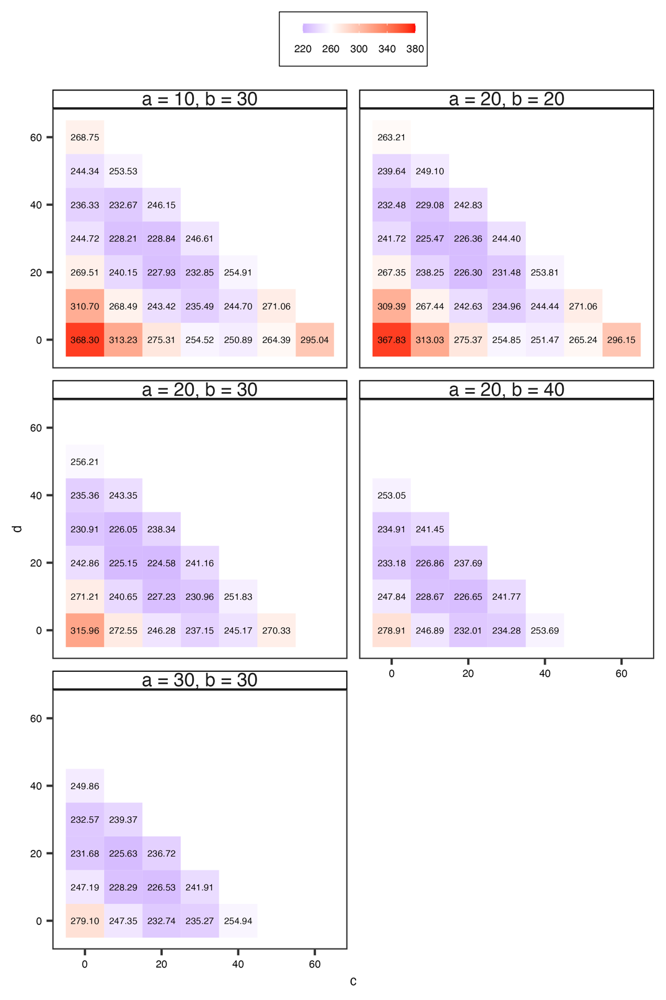 220 260 300 340 380
a = 10, b = 30 a = 20, b = 20
60 268.75 263.21
244.34 253.53 239.64 249.10
40 236.33 232.67 246.15 232.48 229.08 242.83
244.72 228.21 228.84 246.61 241.72 225.47 226.36 244.40
20 269.51 240.15 227.93 232.85 254.91 267.35 238.25 226.30 231.48 253.81
310.70 268.49 243.42 235.49 244.70 271.06 309.39 267.44 242.63 234.96 244.44 271.06
0 368.30 313.23 275.31 254.52 250.89 264.39 295.04 367.83 313.03 275.37 254.85 251.47 265.24 296.15
a = 20, b = 30 a = 20, b = 40
60
256.21
40 235.36 243.35 253.05
d
230.91 226.05 238.34 234.91 241.45
20 242.86 225.15 224.58 241.16 233.18 226.86 237.69
271.21 240.65 227.23 230.96 251.83 247.84 228.67 226.65 241.77
0 315.96 272.55 246.28 237.15 245.17 270.33 278.91 246.89 232.01 234.28 253.69
0 20 40 60
a = 30, b = 30
60
40 249.86
232.57 239.37
20 231.68 225.63 236.72
247.19 228.29 226.53 241.91
0 279.10 247.35 232.74 235.27 254.94
0 20 40 60
c